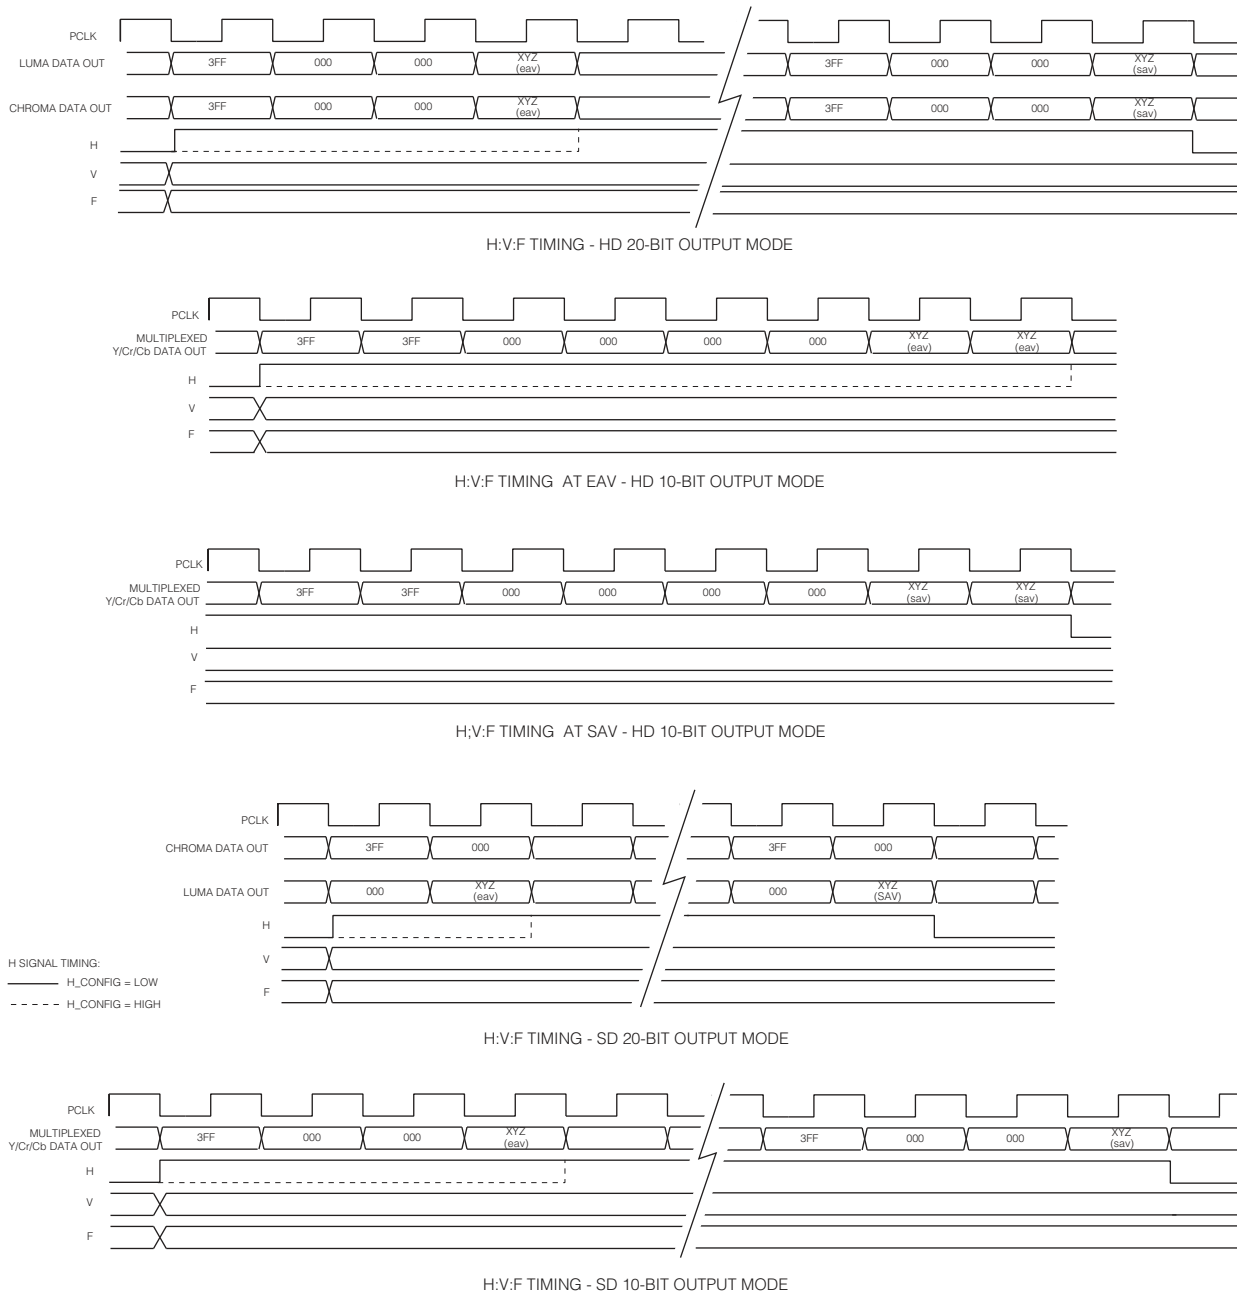 PCLK
LUMA DATA OUT 3FF 000 000 XYZ (eav) 3FF 000 000 XYZ (sav)
CHROMA DATA OUT 3FF 000 000 XYZ (eav) 3FF 000 000 XYZ (sav)
H
V
F
H:V:F TIMING - HD 20-BIT OUTPUT MODE
PCLK
MULTIPLEXED
Y/Cr/Cb DATA OUT 3FF 3FF 000 000 000 000 XYZ (eav) XYZ (eav)
H
V
F
H:V:F TIMING AT EAV - HD 10-BIT OUTPUT MODE
PCLK
MULTIPLEXED
Y/Cr/Cb DATA OUT 3FF 3FF 000 000 000 000 XYZ (sav) XYZ (sav)
H
V
F
H;V:F TIMING AT SAV - HD 10-BIT OUTPUT MODE
PCLK
CHROMA DATA OUT 3FF 000 3FF 000
LUMA DATA OUT 000 XYZ (eav) 000 XYZ (SAV)
H
V
F
H SIGNAL TIMING:
H_CONFIG = LOW
H_CONFIG = HIGH
H:V:F TIMING - SD 20-BIT OUTPUT MODE
PCLK
MULTIPLEXED
Y/Cr/Cb DATA OUT 3FF 000 000 XYZ (eav) 3FF 000 000 XYZ (sav)
H
V
F
H:V:F TIMING - SD 10-BIT OUTPUT MODE